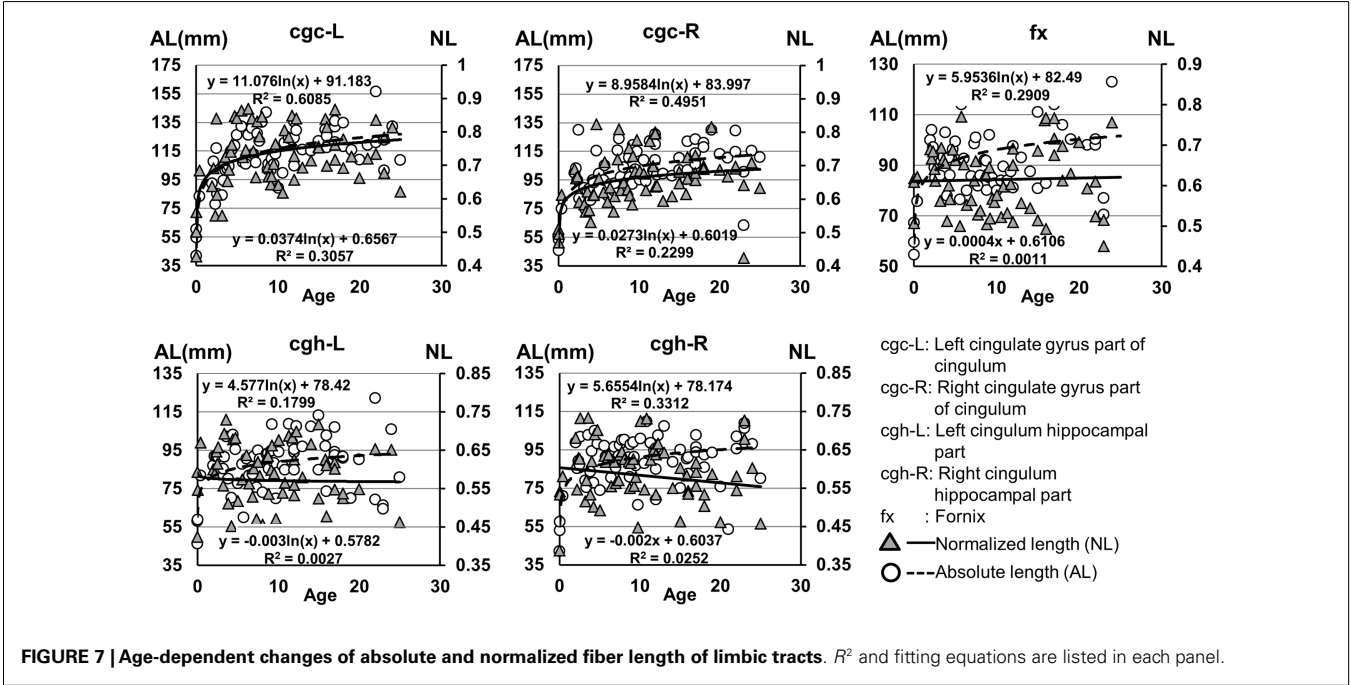 AL(mm) cgc-L NL
175 155 135 115 95 75 55 35
1 0.9 0.8 0.7 0.6 0.5 0.4
y = 11.076ln(x) + 91.183
R² = 0.6085
y = 0.0374ln(x) + 0.6567
R² = 0.3057
0 10 20 30
Age
AL(mm) cgc-R NL
175 155 135 115 95 75 55 35
1 0.9 0.8 0.7 0.6 0.5 0.4
y = 8.9584ln(x) + 83.997
R² = 0.4951
y = 0.0273ln(x) + 0.6019
R² = 0.2299
0 10 20 30
Age
AL(mm) fx NL
130 110 90 70 50
0.9 0.8 0.7 0.6 0.5 0.4
y = 5.9536ln(x) + 82.49
R² = 0.2909
y = 0.0004x + 0.6106
R² = 0.0011
0 10 20 30
Age
AL(mm) cgh-L NL
135 115 95 75 55 35
0.85 0.75 0.65 0.55 0.45 0.35
y = 4.577ln(x) + 78.42
R² = 0.1799
y = -0.003ln(x) + 0.5782
R² = 0.0027
0 10 20 30
Age
AL(mm) cgh-R NL
135 115 95 75 55 35
0.85 0.75 0.65 0.55 0.45 0.35
y = 5.6554ln(x) + 78.174
R² = 0.3312
y = -0.002x + 0.6037
R² = 0.0252
0 10 20 30
Age
cgc-L: Left cingulate gyrus part of
cingulum
cgc-R: Right cingulate gyrus part
of cingulum
cgh-L: Left cingulum hippocampal
part
cgh-R: Right cingulum
hippocampal part
fx : Fornix
Normalized length (NL)
Absolute length (AL)
FIGURE 7 | Age-dependent changes of absolute and normalized fiber length of limbic tracts. R² and fitting equations are listed in each panel.